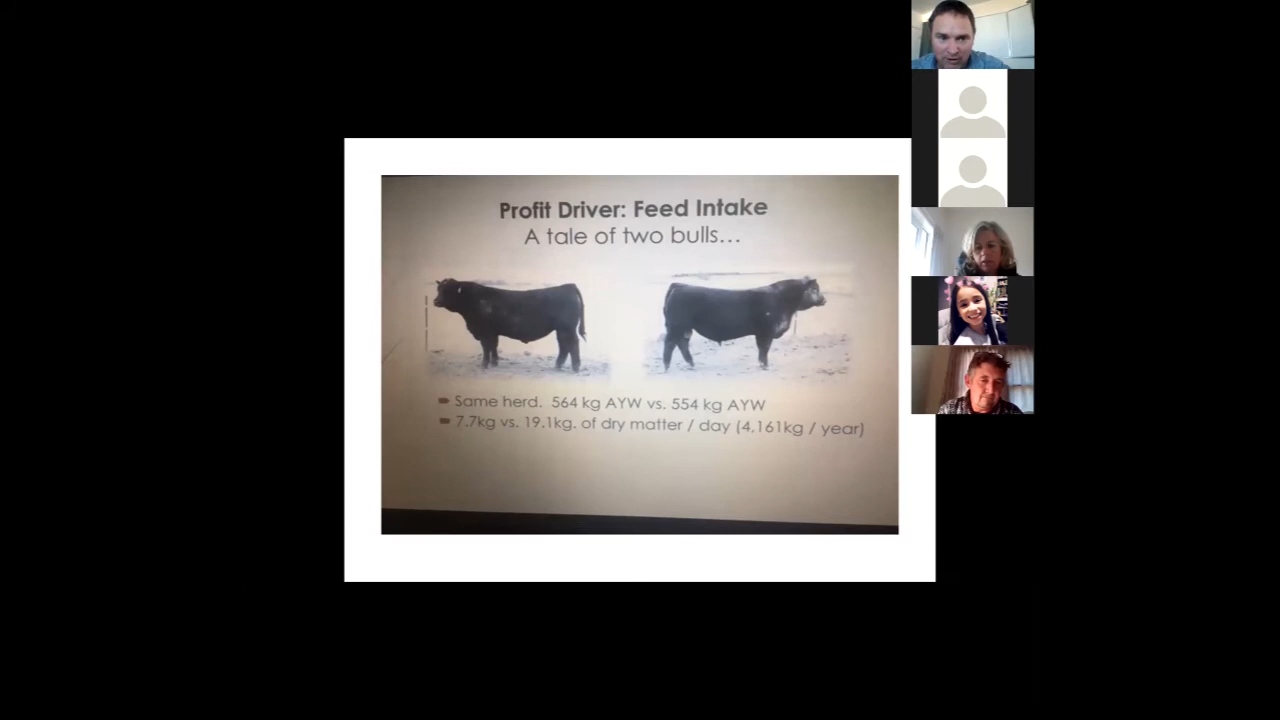 Profit Driver: Feed Intake
A tale of two bulls...
Same herd. 564 kg AYW vs. 554 kg AYW
7.7kg vs. 19.1kg. of dry matter / day (4,161kg / year)